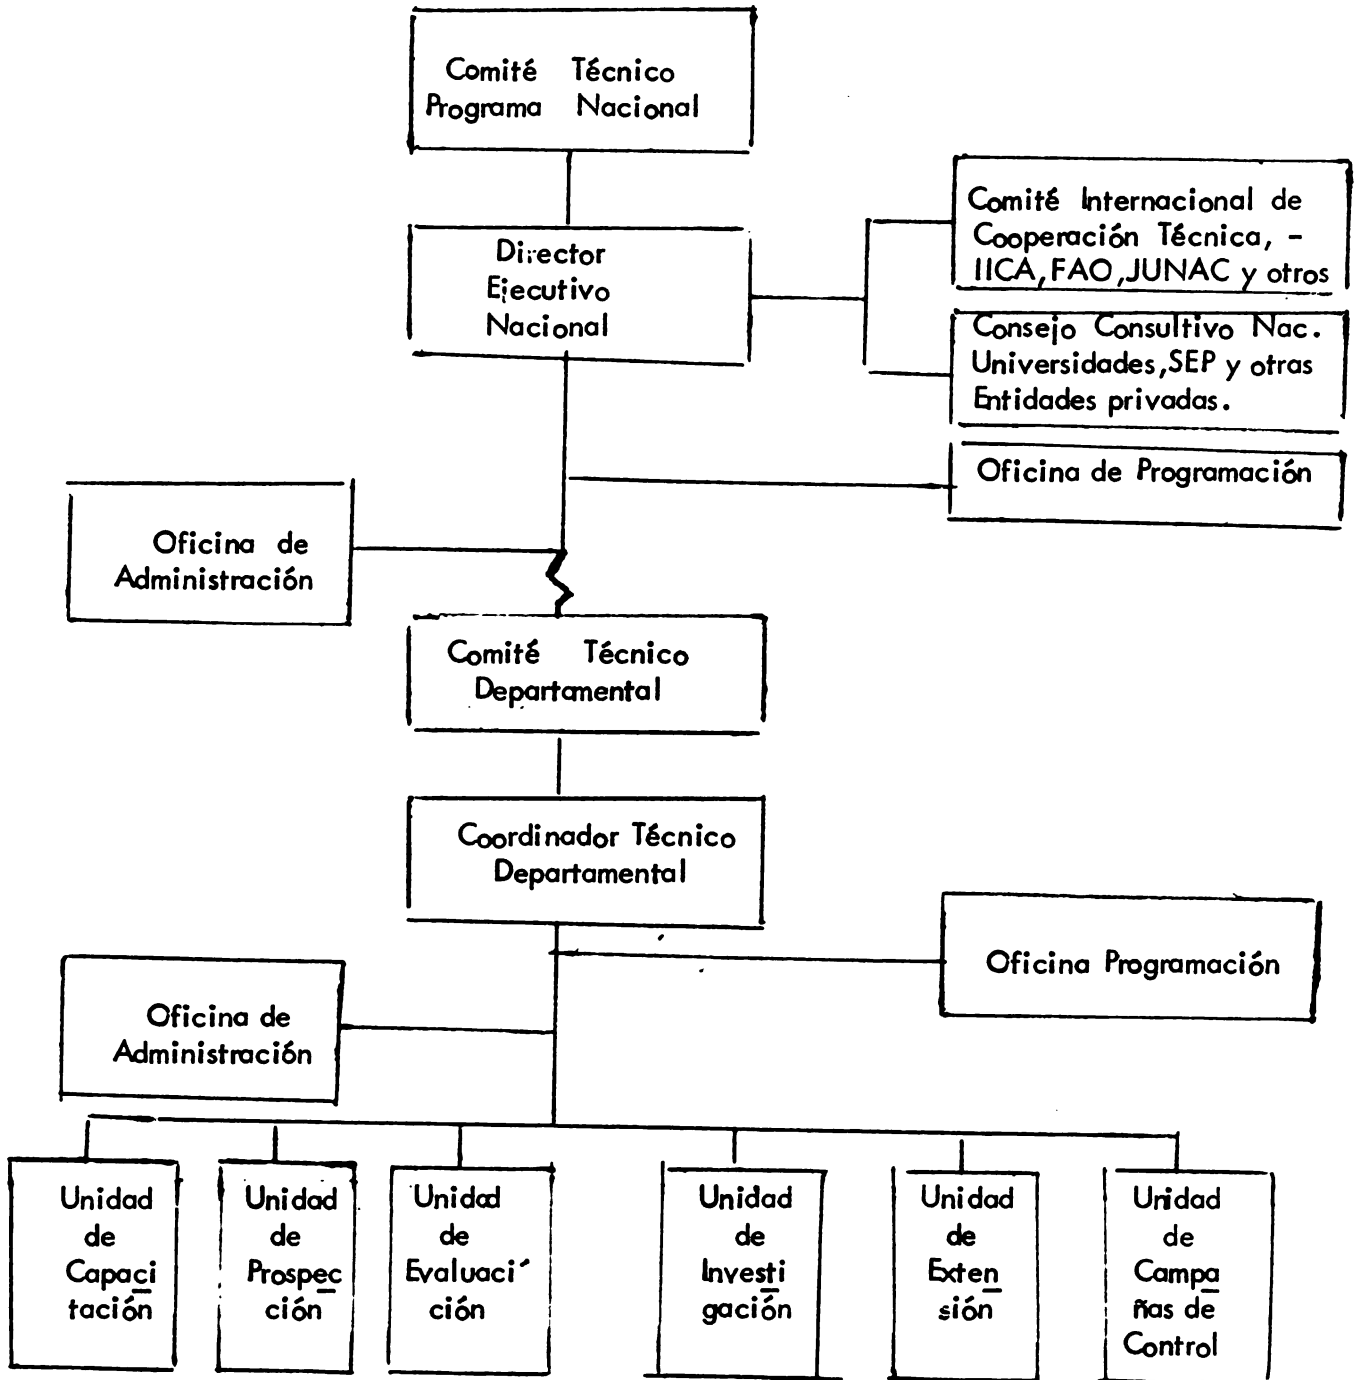 Comité Técnico
Programa Nacional
Director
Ejecutivo
Nacional
Comité Internacional de
Cooperación Técnica, -
IICA, FAO, JUNAC y otros
Consejo Consultivo Nac.
Universidades, SEP y otras
Entidades privadas.
Oficina de Programación
Oficina de
Administración
Comité Técnico
Departamental
Coordinador Técnico
Departamental
Oficina Programación
Oficina de
Administración
Unidad
de
Capaci
tación
Unidad
de
Prospec
ción
Unidad
de
Evaluaci´
ción
Unidad
de
Investi
gación
Unidad
de
Exten
sión
Unidad
de
Campa
ñas de
Control